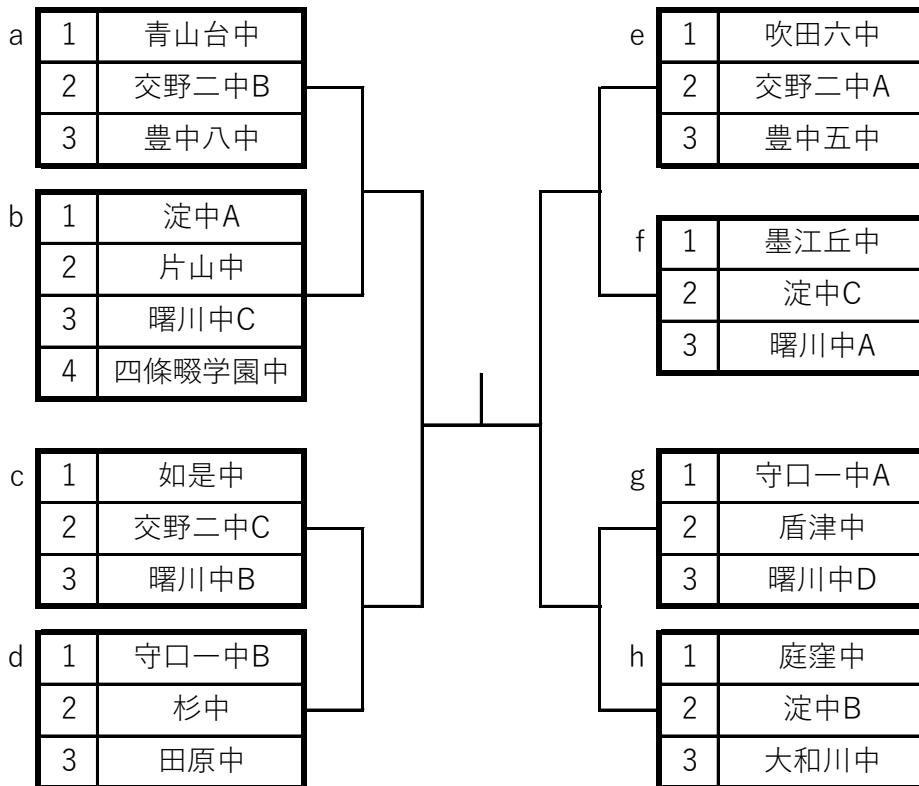 a
1 青山台中
2 交野二中B
3 豊中八中
b
1 淀中A
2 片山中
3 曙川中C
4 四條畷学園中
c
1 如是中
2 交野二中C
3 曙川中B
d
1 守口一中B
2 杉中
3 田原中
e
1 吹田六中
2 交野二中A
3 豊中五中
f
1 墨江丘中
2 淀中C
3 曙川中A
g
1 守口一中A
2 盾津中
3 曙川中D
h
1 庭窪中
2 淀中B
3 大和川中